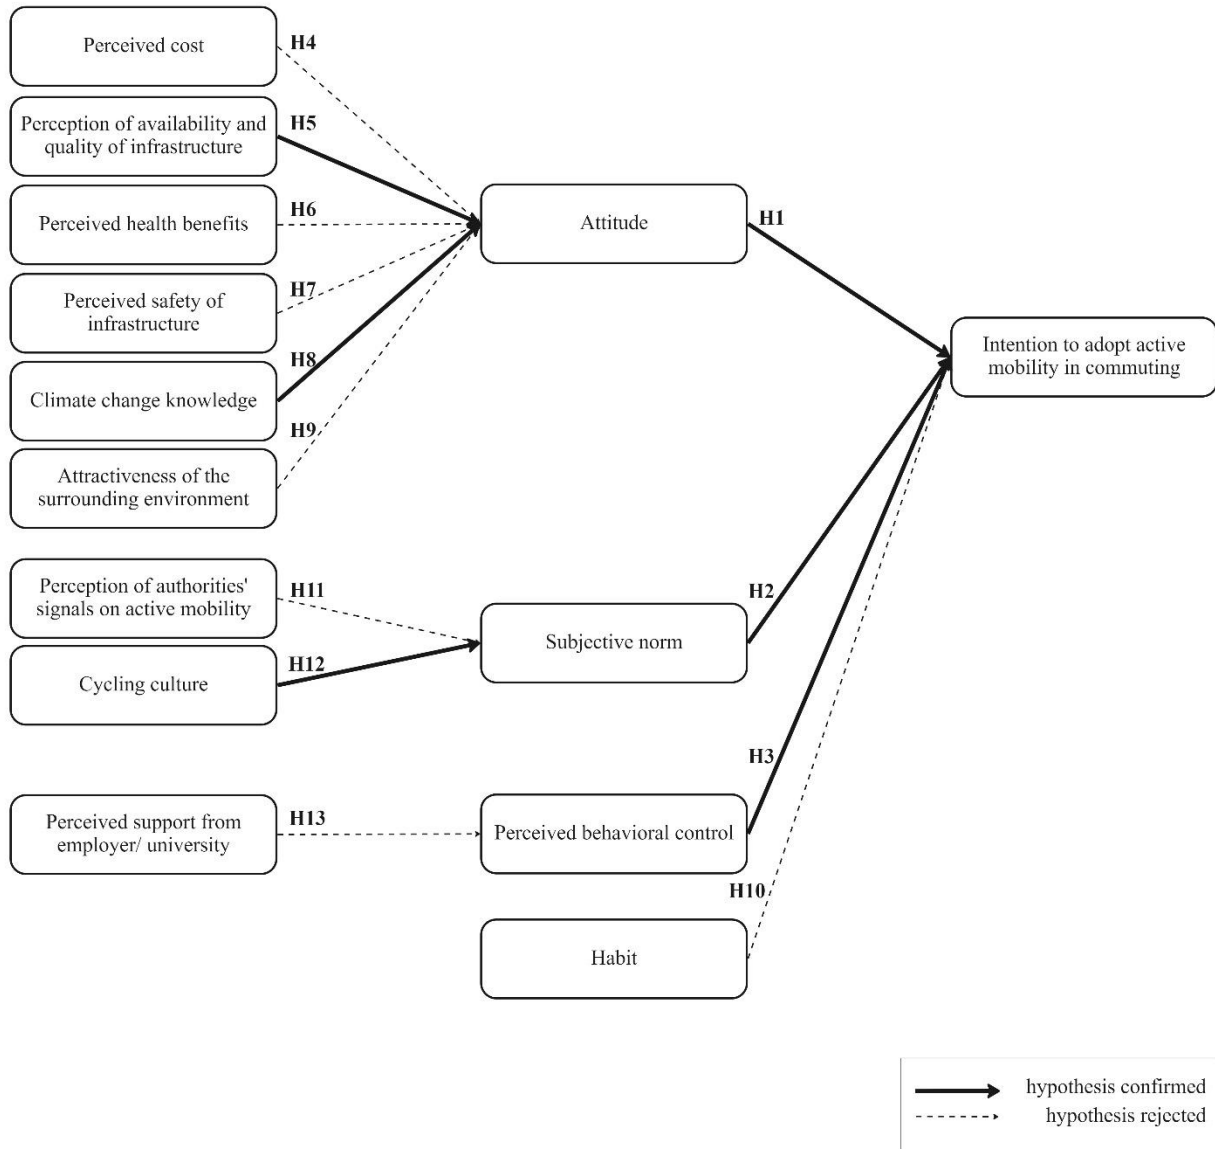 Perceived cost
H4
Perception of availability and
quality of infrastructure
H5
Perceived health benefits
H6
Perceived safety of
infrastructure
H7
Climate change knowledge
H8
Attractiveness of the
surrounding environment
H9
Attitude
H1
Intention to adopt active
mobility in commuting
Perception of authorities'
signals on active mobility
H11
Cycling culture
H12
Subjective norm
H2
Perceived support from
employer/ university
H13
Perceived behavioral control
H3
Habit
H10
hypothesis confirmed
hypothesis rejected